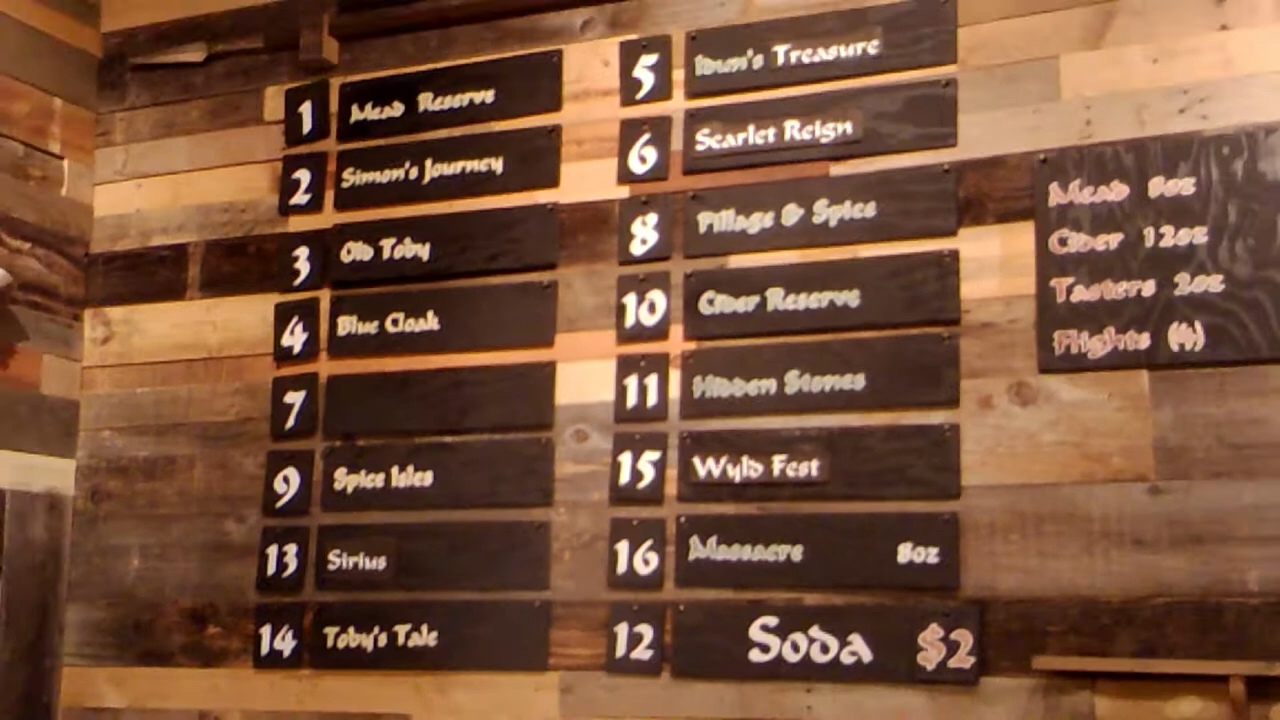 1 Mead Reserve
2 Simon's Journey
3 Old Toby
4 Blue Cloak
7
9 Spice Isles
13 Sirius
14 Toby's Tale
5 Idun's Treasure
6 Scarlet Reign
8 Pillage & Spice
10 Cider Reserve
11 Hidden Stones
15 Wyld Fest
16 Massacre 8oz
12 Soda $2
Mead 8oz
Cider 12oz
Tasters 2oz
Flights (4)